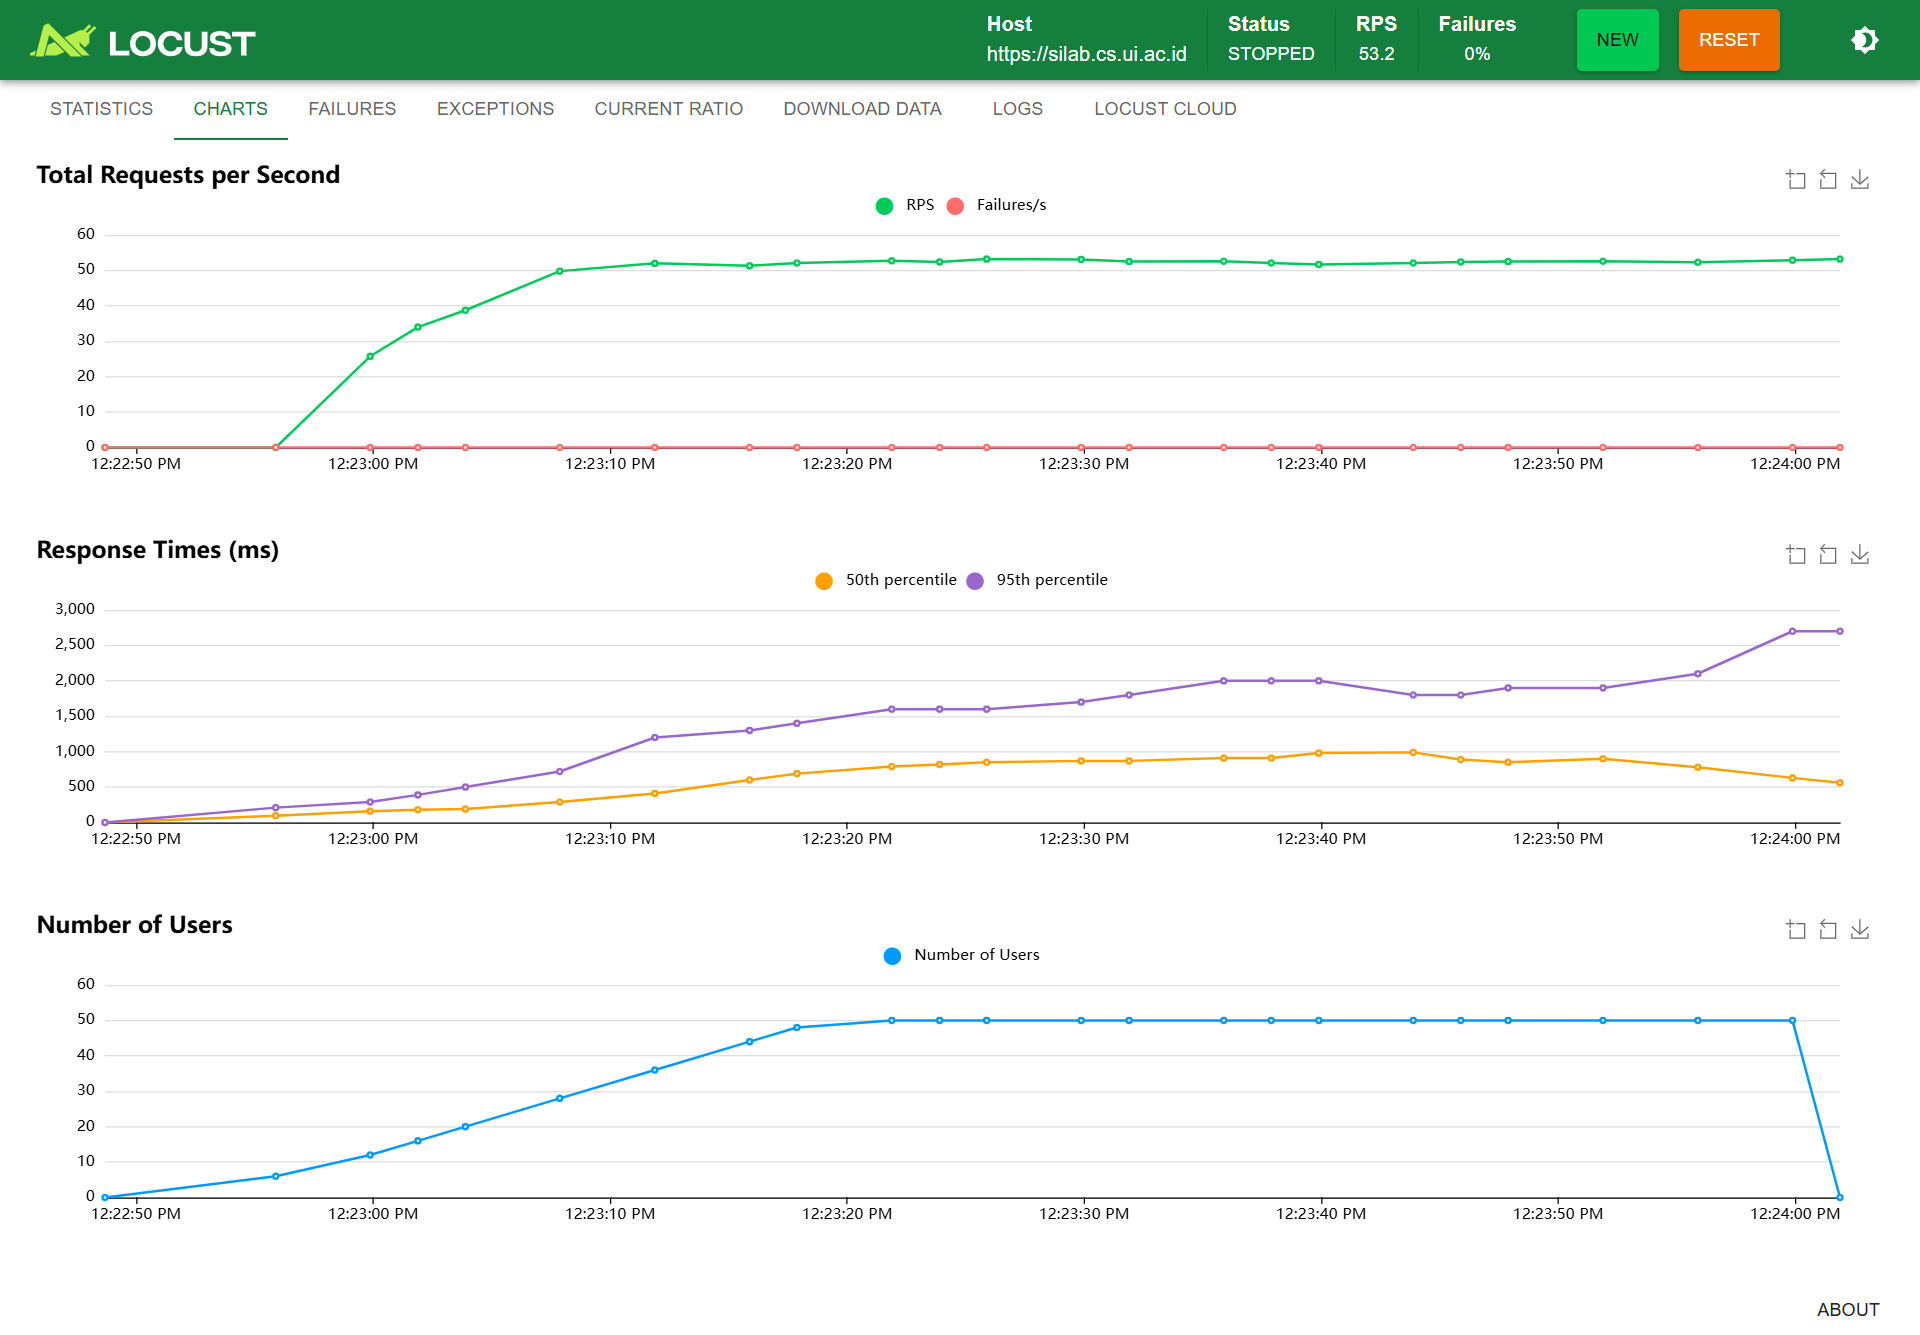 LOCUST
Host
https://silab.cs.ui.ac.id
Status
STOPPED
RPS
53.2
Failures
0%
NEW
RESET
STATISTICS CHARTS FAILURES EXCEPTIONS CURRENT RATIO DOWNLOAD DATA LOGS LOCUST CLOUD
Total Requests per Second
RPS Failures/s
60
50
40
30
20
10
0
12:22:50 PM 12:23:00 PM 12:23:10 PM 12:23:20 PM 12:23:30 PM 12:23:40 PM 12:23:50 PM 12:24:00 PM
Response Times (ms)
50th percentile 95th percentile
3,000
2,500
2,000
1,500
1,000
500
0
12:22:50 PM 12:23:00 PM 12:23:10 PM 12:23:20 PM 12:23:30 PM 12:23:40 PM 12:23:50 PM 12:24:00 PM
Number of Users
Number of Users
60
50
40
30
20
10
0
12:22:50 PM 12:23:00 PM 12:23:10 PM 12:23:20 PM 12:23:30 PM 12:23:40 PM 12:23:50 PM 12:24:00 PM
ABOUT